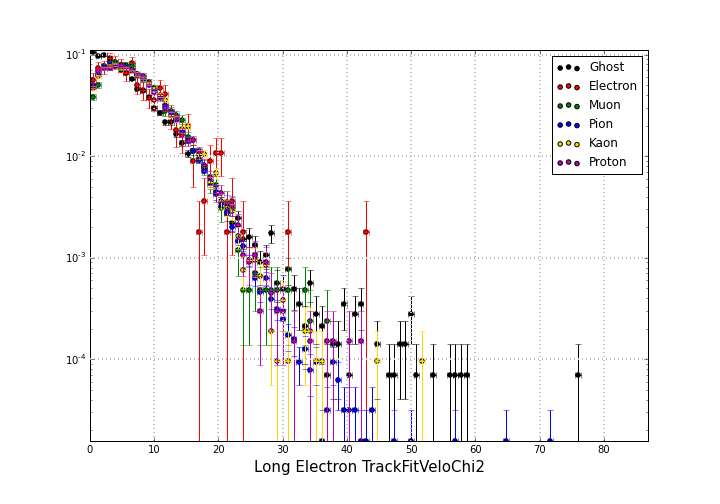 10^-1
10^-2
10^-3
10^-4
0 10 20 30 40 50 60 70 80
Long Electron TrackFitVeloChi2
Ghost
Electron
Muon
Pion
Kaon
Proton